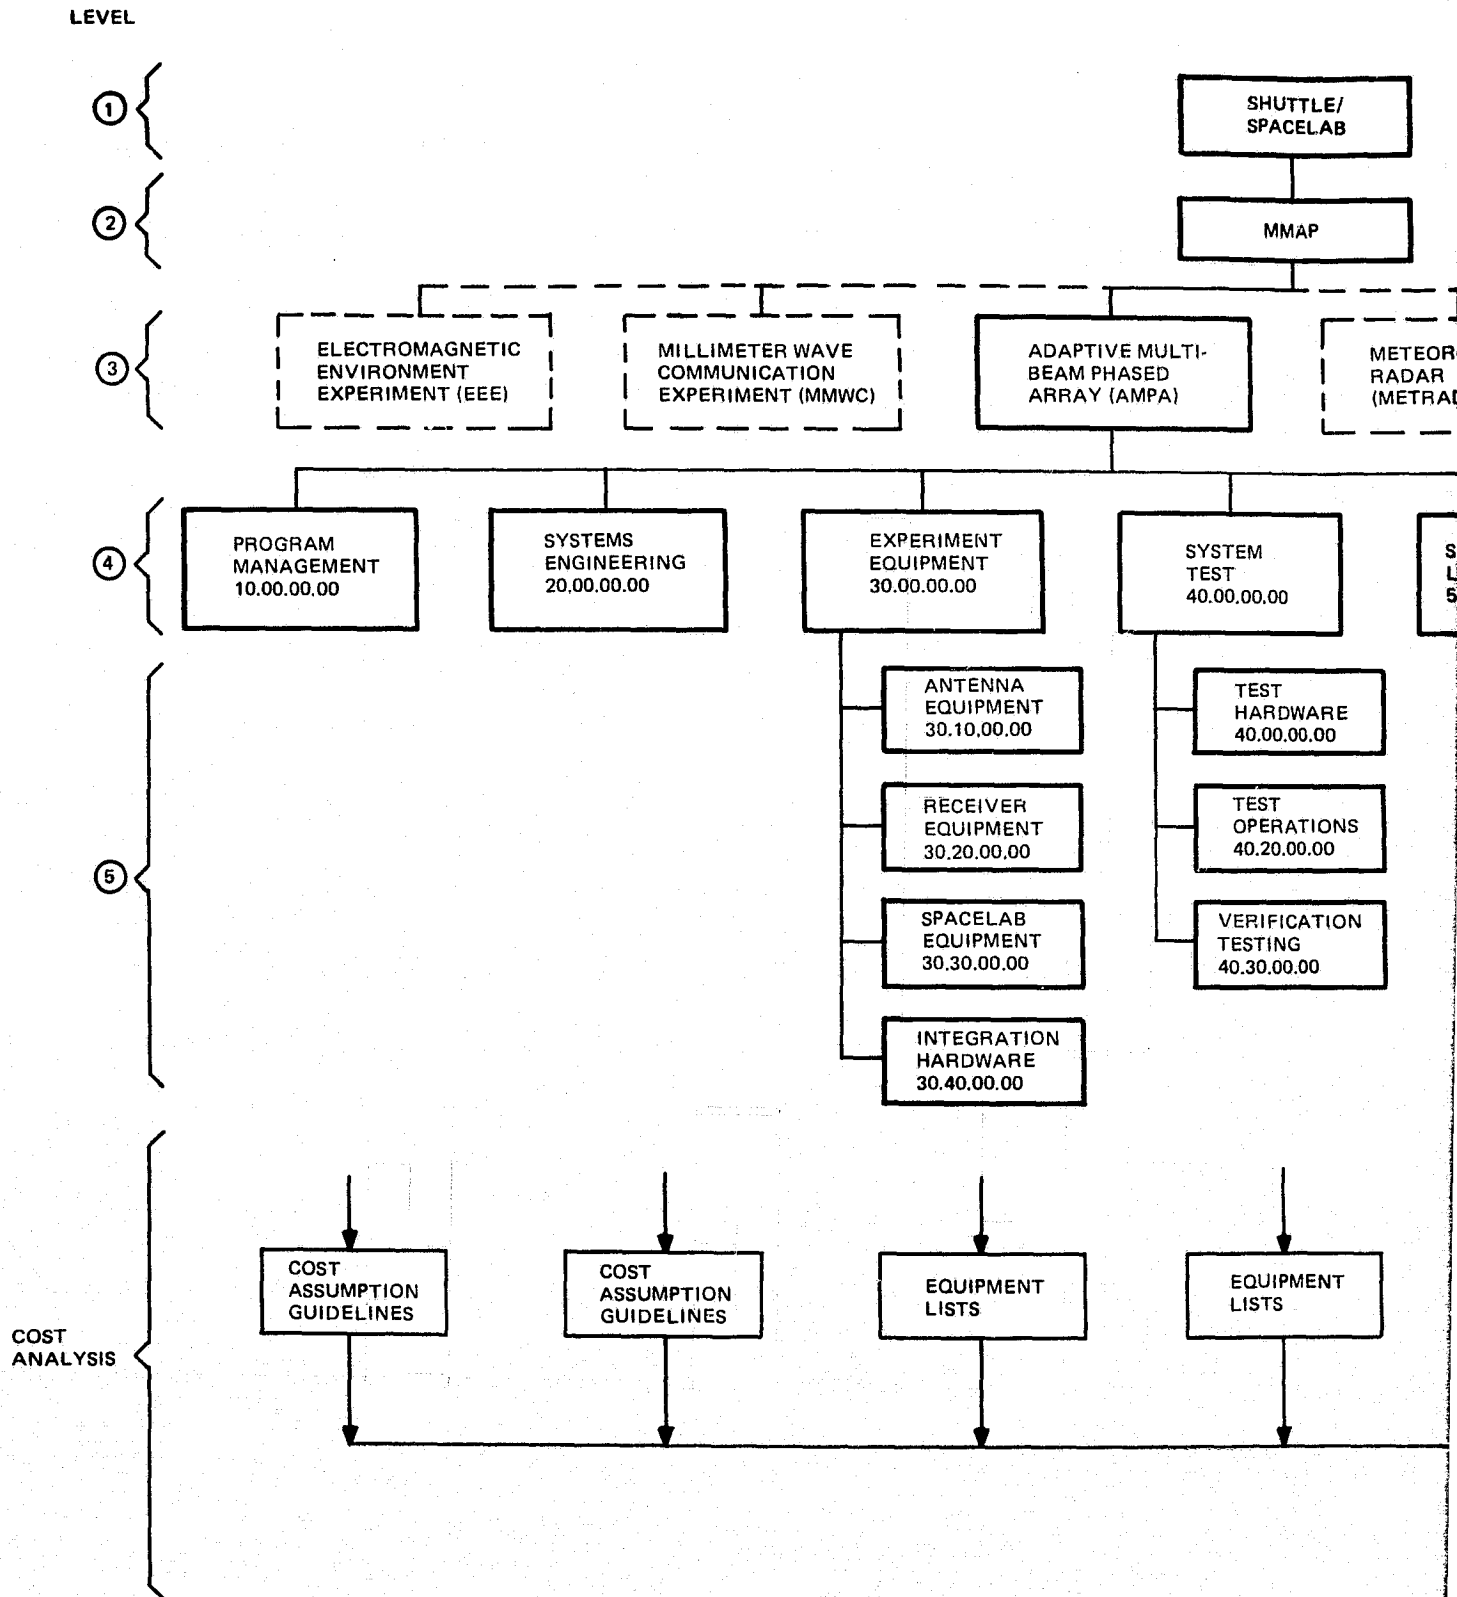 LEVEL
1
SHUTTLE/
SPACELAB
2
MMAP
3
ELECTROMAGNETIC
ENVIRONMENT
EXPERIMENT (EEE)
MILLIMETER WAVE
COMMUNICATION
EXPERIMENT (MMWC)
ADAPTIVE MULTI-
BEAM PHASED
ARRAY (AMPA)
RADAR
4
PROGRAM
MANAGEMENT
10.00.00.00
SYSTEMS
ENGINEERING
20.00.00.00
EXPERIMENT
EQUIPMENT
30.00.00.00
SYSTEM
TEST
40.00.00.00
5
ANTENNA
EQUIPMENT
30.10.00.00
RECEIVER
EQUIPMENT
30.20.00.00
SPACELAB
EQUIPMENT
30.30.00.00
INTEGRATION
HARDWARE
30.40.00.00
TEST
HARDWARE
40.00.00.00
TEST
OPERATIONS
40.20.00.00
VERIFICATION
TESTING
40.30.00.00
COST
ANALYSIS
COST
ASSUMPTION
GUIDELINES
COST
ASSUMPTION
GUIDELINES
EQUIPMENT
LISTS
EQUIPMENT
LISTS